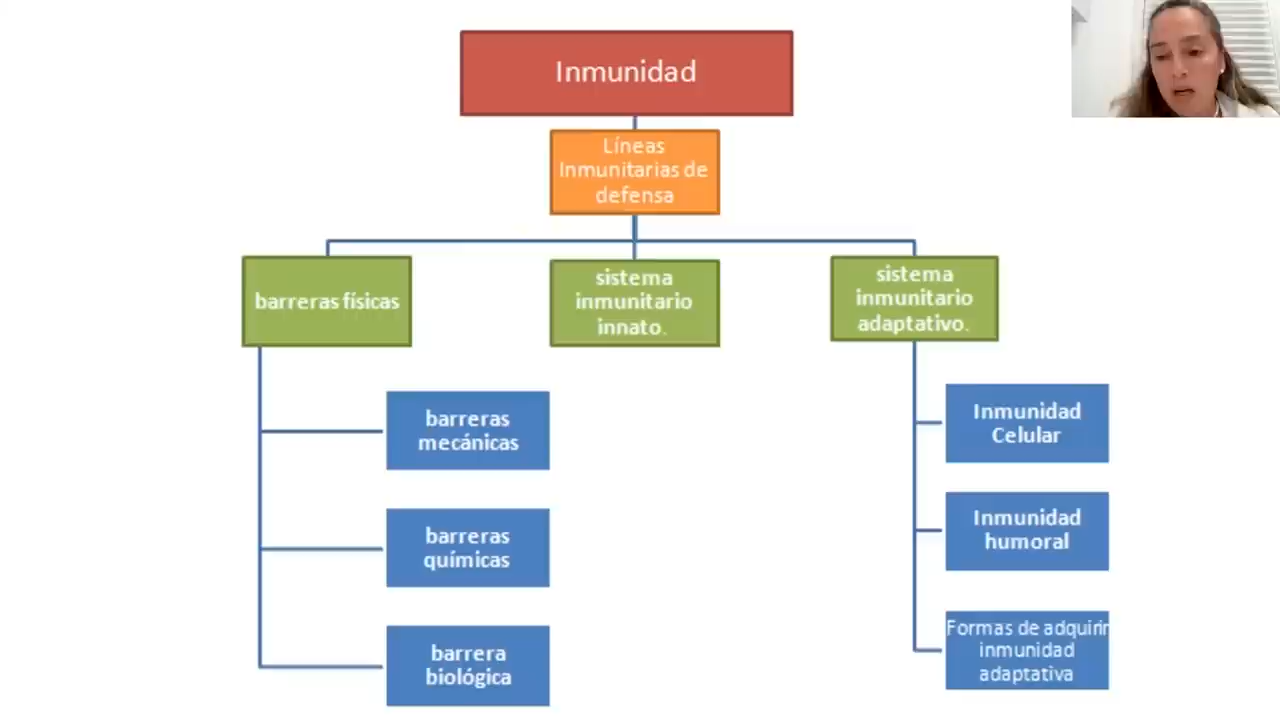 Inmunidad
Líneas
Inmunitarias de
defensa
barreras físicas
sistema
inmunitario
innato.
sistema
inmunitario
adaptativo.
barreras
mecánicas
barreras
químicas
barrera
biológica
Inmunidad
Celular
Inmunidad
humoral
Formas de adquirir
inmunidad
adaptativa